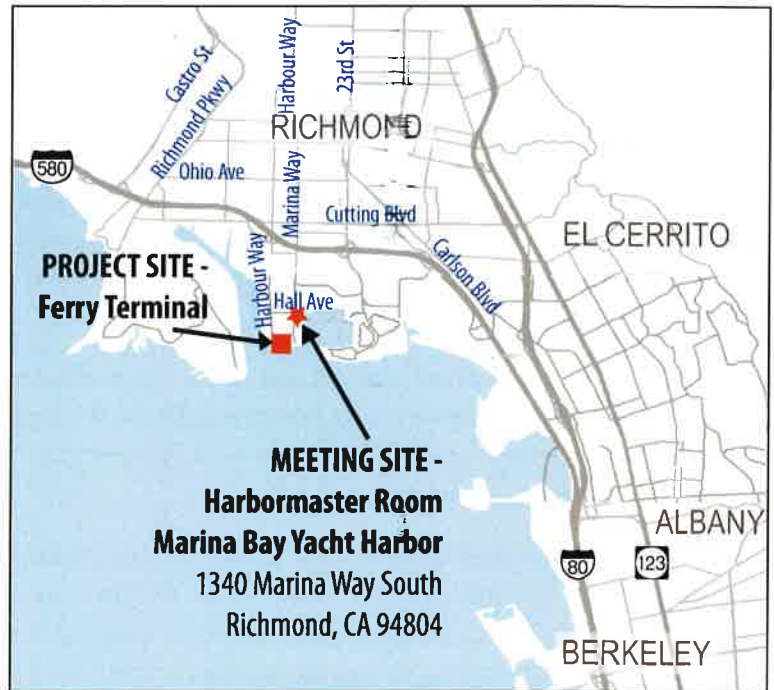 Castro St
Richmond Pkwy
Harbour Way
23rd St
RICHMOND
580
Ohio Ave
Marina Way
Cutting Blvd
EL CERRITO
Carlson Blvd
PROJECT SITE -
Ferry Terminal
Harbour Way
Hall Ave
MEETING SITE -
Harbormaster Room
Marina Bay Yacht Harbor
1340 Marina Way South
Richmond, CA 94804
ALBANY
80
123
BERKELEY